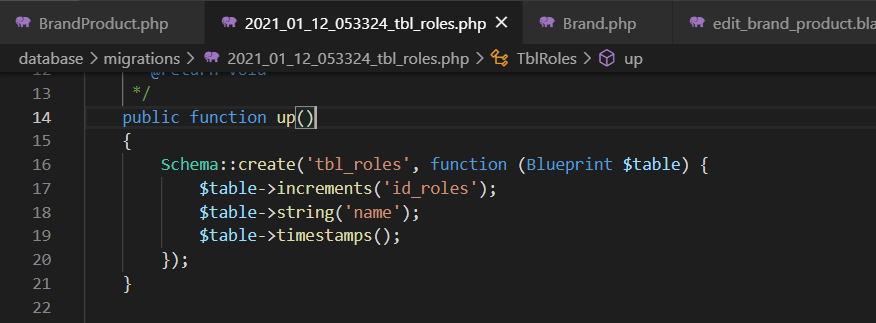 BrandProduct.php 2021_01_12_053324_tbl_roles.php × Brand.php edit_brand_product.bla
database > migrations > 2021_01_12_053324_tbl_roles.php > TblRoles > up
12 * @return void
13 */
14 public function up()
15 {
16 Schema::create('tbl_roles', function (Blueprint $table) {
17 $table->increments('id_roles');
18 $table->string('name');
19 $table->timestamps();
20 });
21 }
22